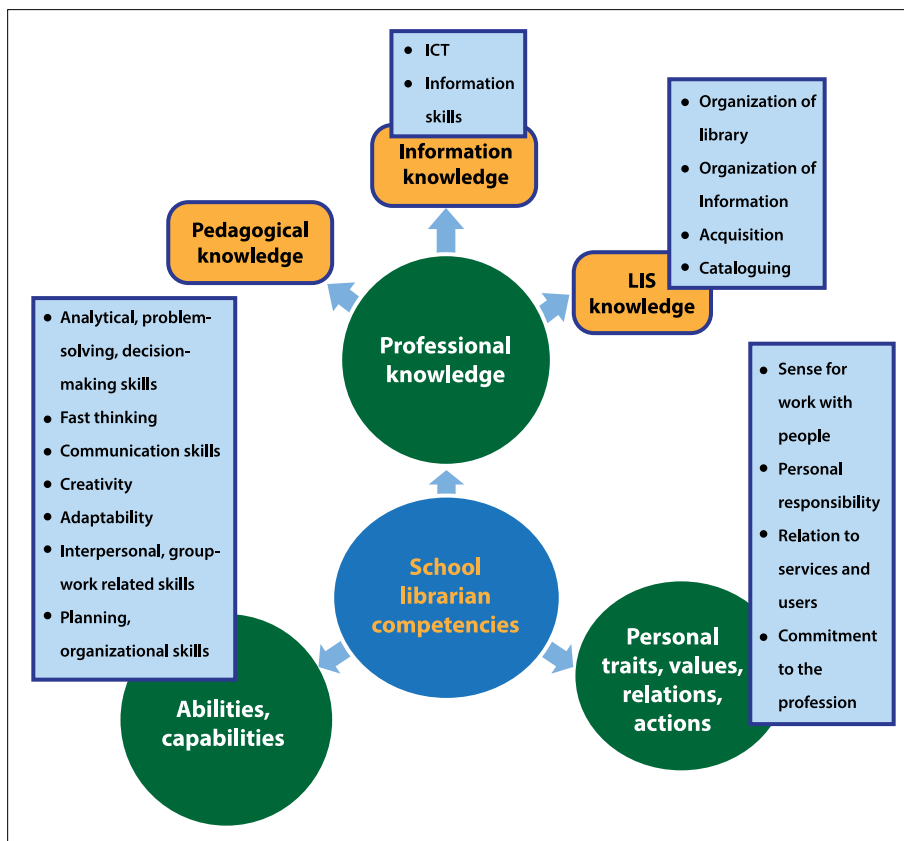 • ICT
• Information
skills
Information
knowledge
• Organization of
library
• Organization of
Information
• Acquisition
• Cataloguing
Pedagogical
knowledge
LIS
knowledge
Professional
knowledge
• Analytical, problem-
solving, decision-
making skills
• Fast thinking
• Communication skills
• Creativity
• Adaptability
• Interpersonal, group-
work related skills
• Planning,
organizational skills
• Sense for
work with
people
• Personal
responsibility
• Relation to
services and
users
• Commitment
to the
profession
School
librarian
competencies
Abilities,
capabilities
Personal
traits, values,
relations,
actions